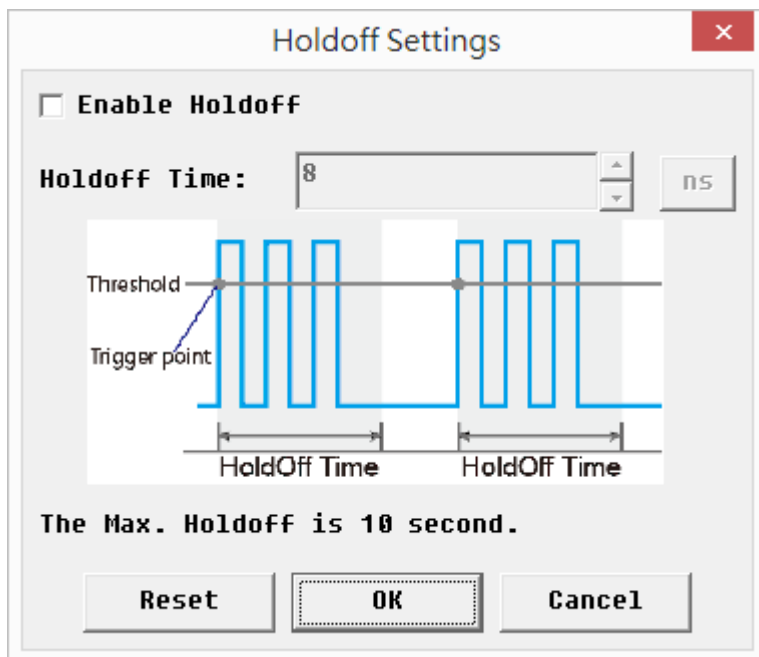 Holdoff Settings
Enable Holdoff
Holdoff Time: 8 ns
Threshold
Trigger point
HoldOff Time HoldOff Time
The Max. Holdoff is 10 second.
Reset OK Cancel